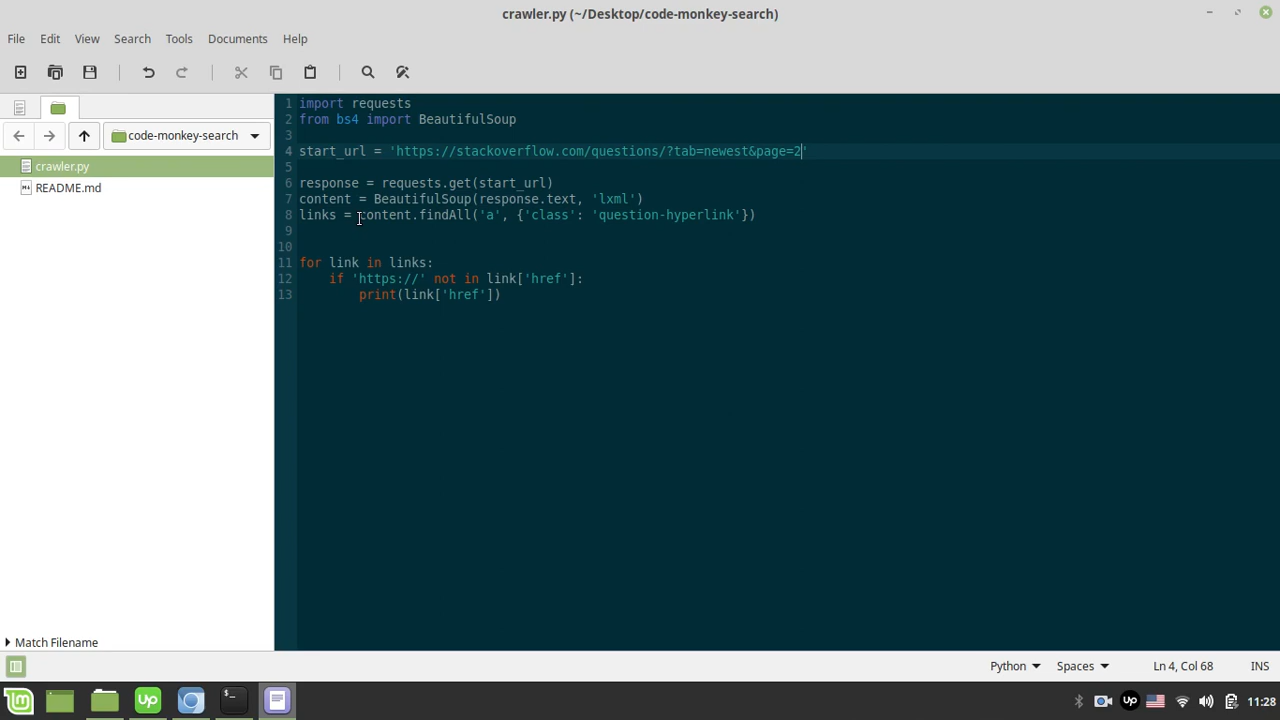 crawler.py (~/Desktop/code-monkey-search)
File Edit View Search Tools Documents Help
code-monkey-search
crawler.py
README.md
1 import requests
2 from bs4 import BeautifulSoup
3
4 start_url = 'https://stackoverflow.com/questions/?tab=newest&page=2'
5
6 response = requests.get(start_url)
7 content = BeautifulSoup(response.text, 'lxml')
8 links = content.findAll('a', {'class': 'question-hyperlink'})
9
10
11 for link in links:
12     if 'https://' not in link['href']:
13         print(link['href'])
Match Filename
Python Spaces Ln 4, Col 68 INS
up Up 11:28